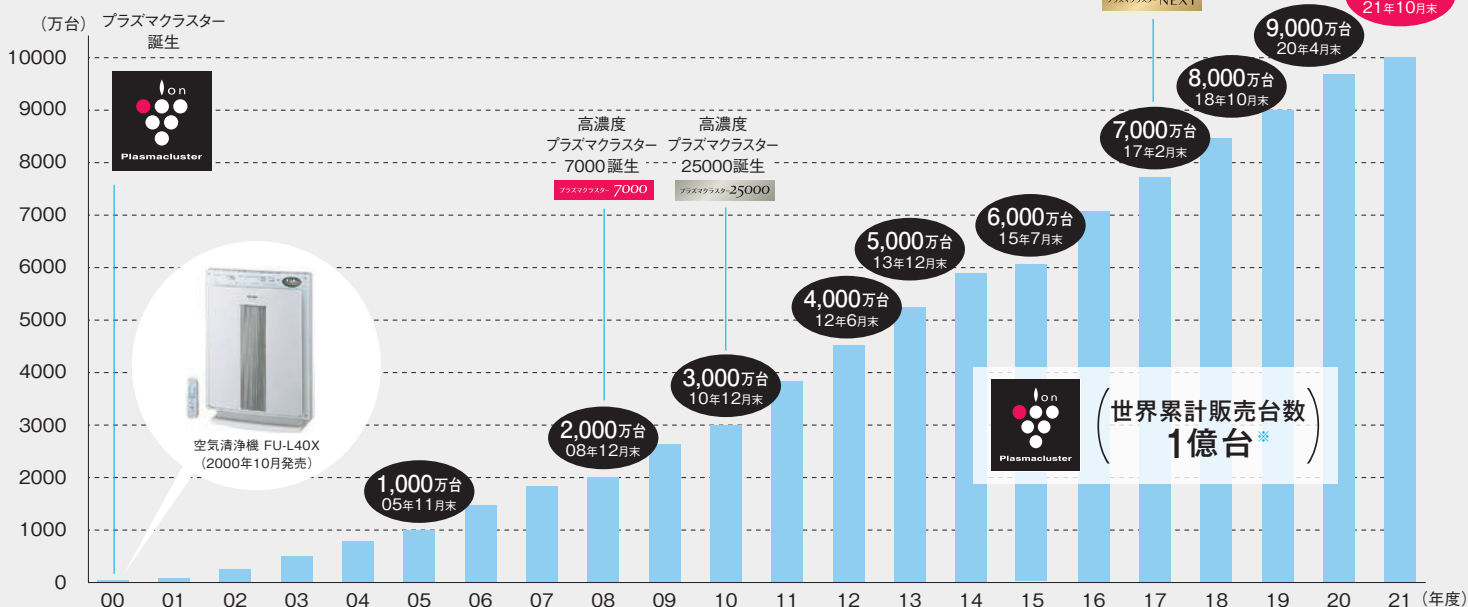 (万台)
プラズマクラスター
誕生
ion
Plasmacluster
空気清浄機 FU-L40X
(2000年10月発売)
高濃度
プラズマクラスター
7000誕生
プラズマクラスター 7000
高濃度
プラズマクラスター
25000誕生
プラズマクラスター 25000
プラズマクラスター NEXT
1,000万台
05年11月末
2,000万台
08年12月末
3,000万台
10年12月末
4,000万台
12年6月末
5,000万台
13年12月末
6,000万台
15年7月末
7,000万台
17年2月末
8,000万台
18年10月末
9,000万台
20年4月末
21年10月末
ion
Plasmacluster
世界累計販売台数
1億台※
10000
9000
8000
7000
6000
5000
4000
3000
2000
1000
0
00 01 02 03 04 05 06 07 08 09 10 11 12 13 14 15 16 17 18 19 20 21 (年度)